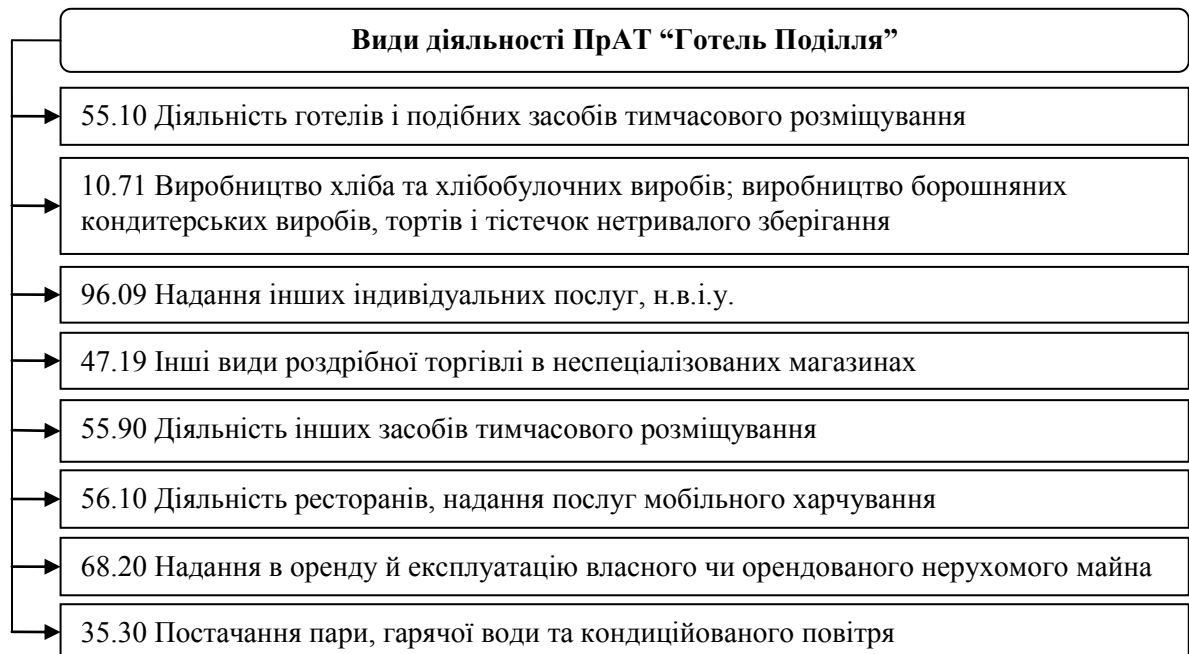 Види діяльності ПрАТ “Готель Поділля”
55.10 Діяльність готелів і подібних засобів тимчасового розміщування
10.71 Виробництво хліба та хлібобулочних виробів; виробництво борошняних
кондитерських виробів, тортів і тістечок нетривалого зберігання
96.09 Надання інших індивідуальних послуг, н.в.і.у.
47.19 Інші види роздрібної торгівлі в неспеціалізованих магазинах
55.90 Діяльність інших засобів тимчасового розміщування
56.10 Діяльність ресторанів, надання послуг мобільного харчування
68.20 Надання в оренду й експлуатацію власного чи орендованого нерухомого майна
35.30 Постачання пари, гарячої води та кондиційованого повітря